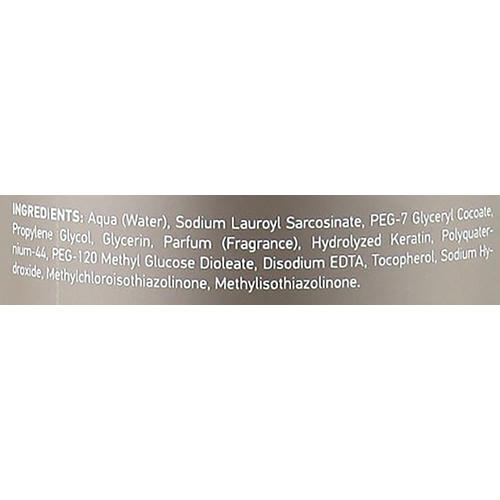 INGREDIENTS: Aqua (Water), Sodium Lauroyl Sarcosinate, PEG-7 Glyceryl Cocoate,
Propylene Glycol, Glycerin, Parfum (Fragrance), Hydrolyzed Keratin, Polyquater-
nium-44, PEG-120 Methyl Glucose Dioleate, Disodium EDTA, Tocopherol, Sodium Hy-
droxide, Methylchloroisothiazolinone, Methylisothiazolinone.